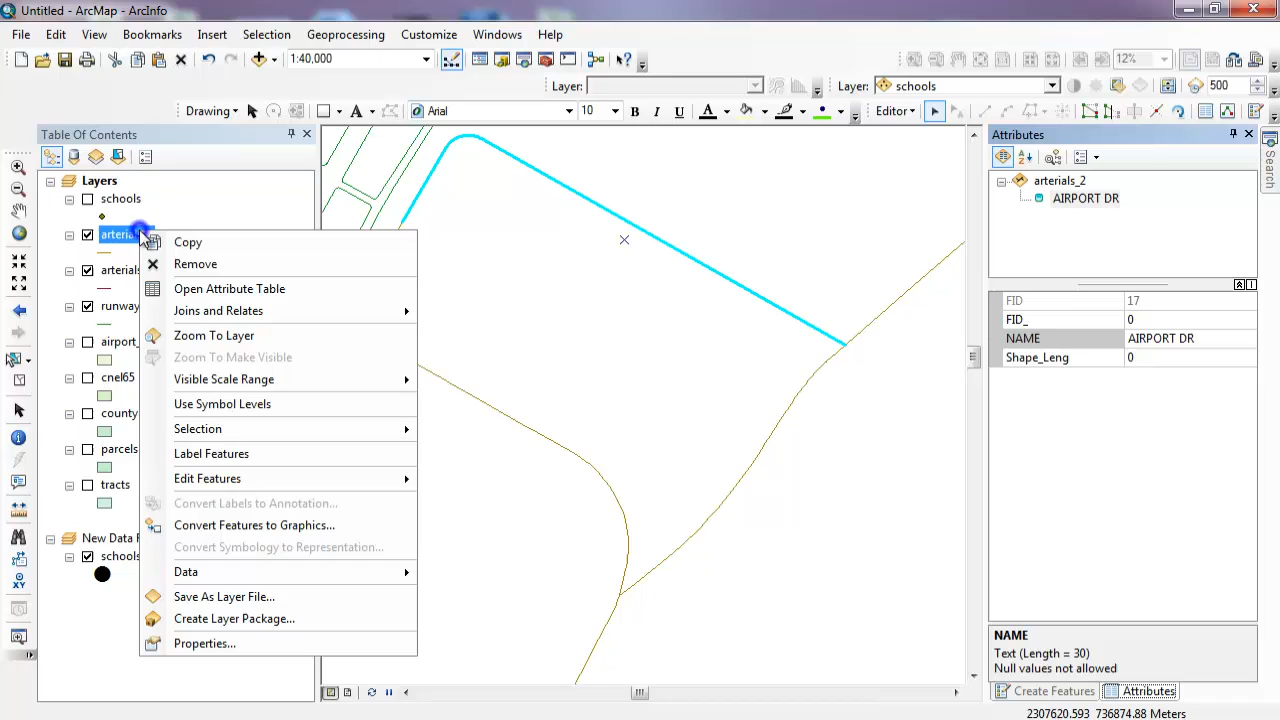 Untitled - ArcMap - ArcInfo
File Edit View Bookmarks Insert Selection Geoprocessing Customize Windows Help
1:40,000
12%
Layer:
Layer: schools
500
Drawing
Arial
10
B I U A
Editor
Table Of Contents
Layers
schools
arterials
runway
airport_
cnel65
county
parcels
tracts
schools
Copy
Remove
Open Attribute Table
Joins and Relates
Zoom To Layer
Zoom To Make Visible
Visible Scale Range
Use Symbol Levels
Selection
Label Features
Edit Features
Convert Labels to Annotation...
Convert Features to Graphics...
Convert Symbology to Representation...
Data
Save As Layer File...
Create Layer Package...
Properties...
Attributes
arterials_2
AIRPORT DR
FID 17
FID_ 0
NAME AIRPORT DR
Shape_Leng 0
NAME
Text (Length = 30)
Null values not allowed
Create Features Attributes
Search
2307620.593 736874.88 Meters